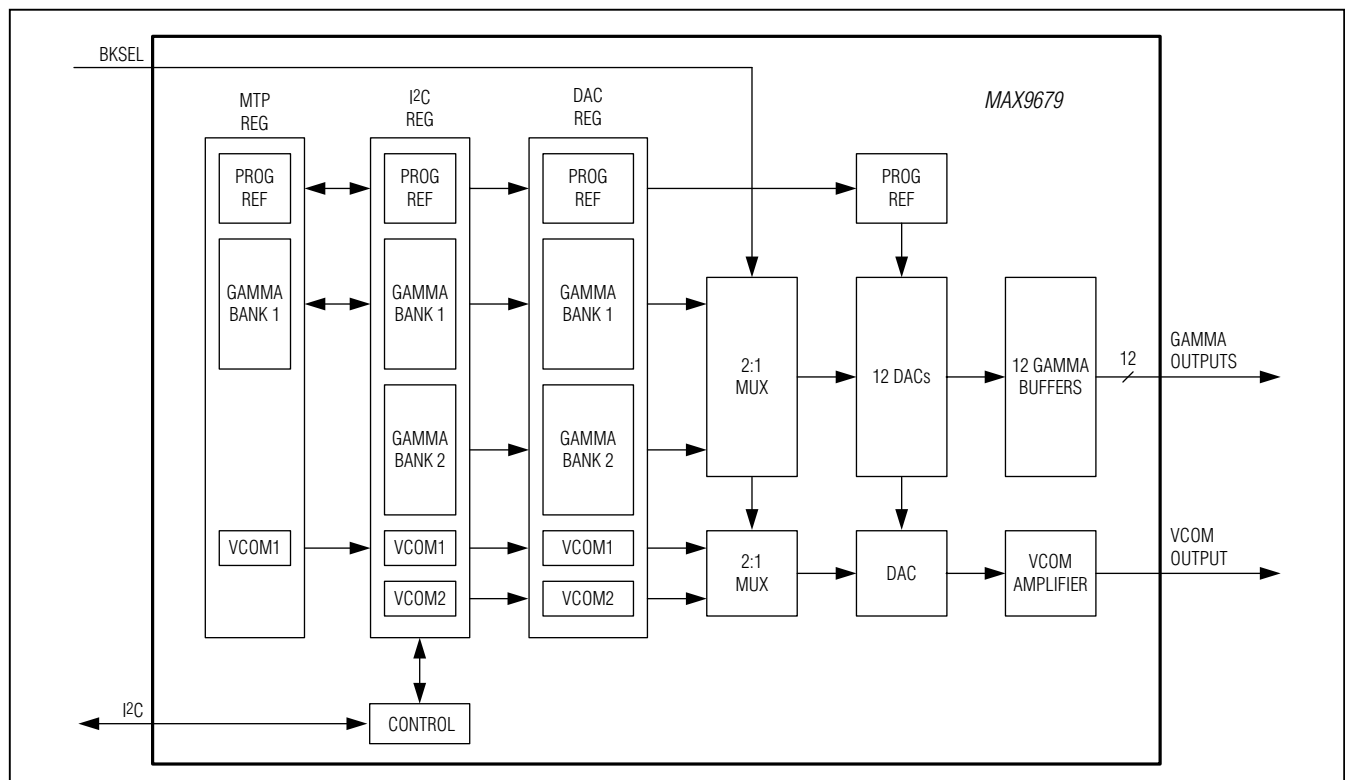 BKSEL
MAX9679
MTP
REG
I²C
REG
DAC
REG
PROG
REF
PROG
REF
PROG
REF
PROG
REF
GAMMA
BANK 1
GAMMA
BANK 1
GAMMA
BANK 1
2:1
MUX
12 DACs
12 GAMMA
BUFFERS
12
GAMMA
OUTPUTS
GAMMA
BANK 2
GAMMA
BANK 2
VCOM1
VCOM1
VCOM1
VCOM2
VCOM2
2:1
MUX
DAC
VCOM
AMPLIFIER
VCOM
OUTPUT
I²C
CONTROL